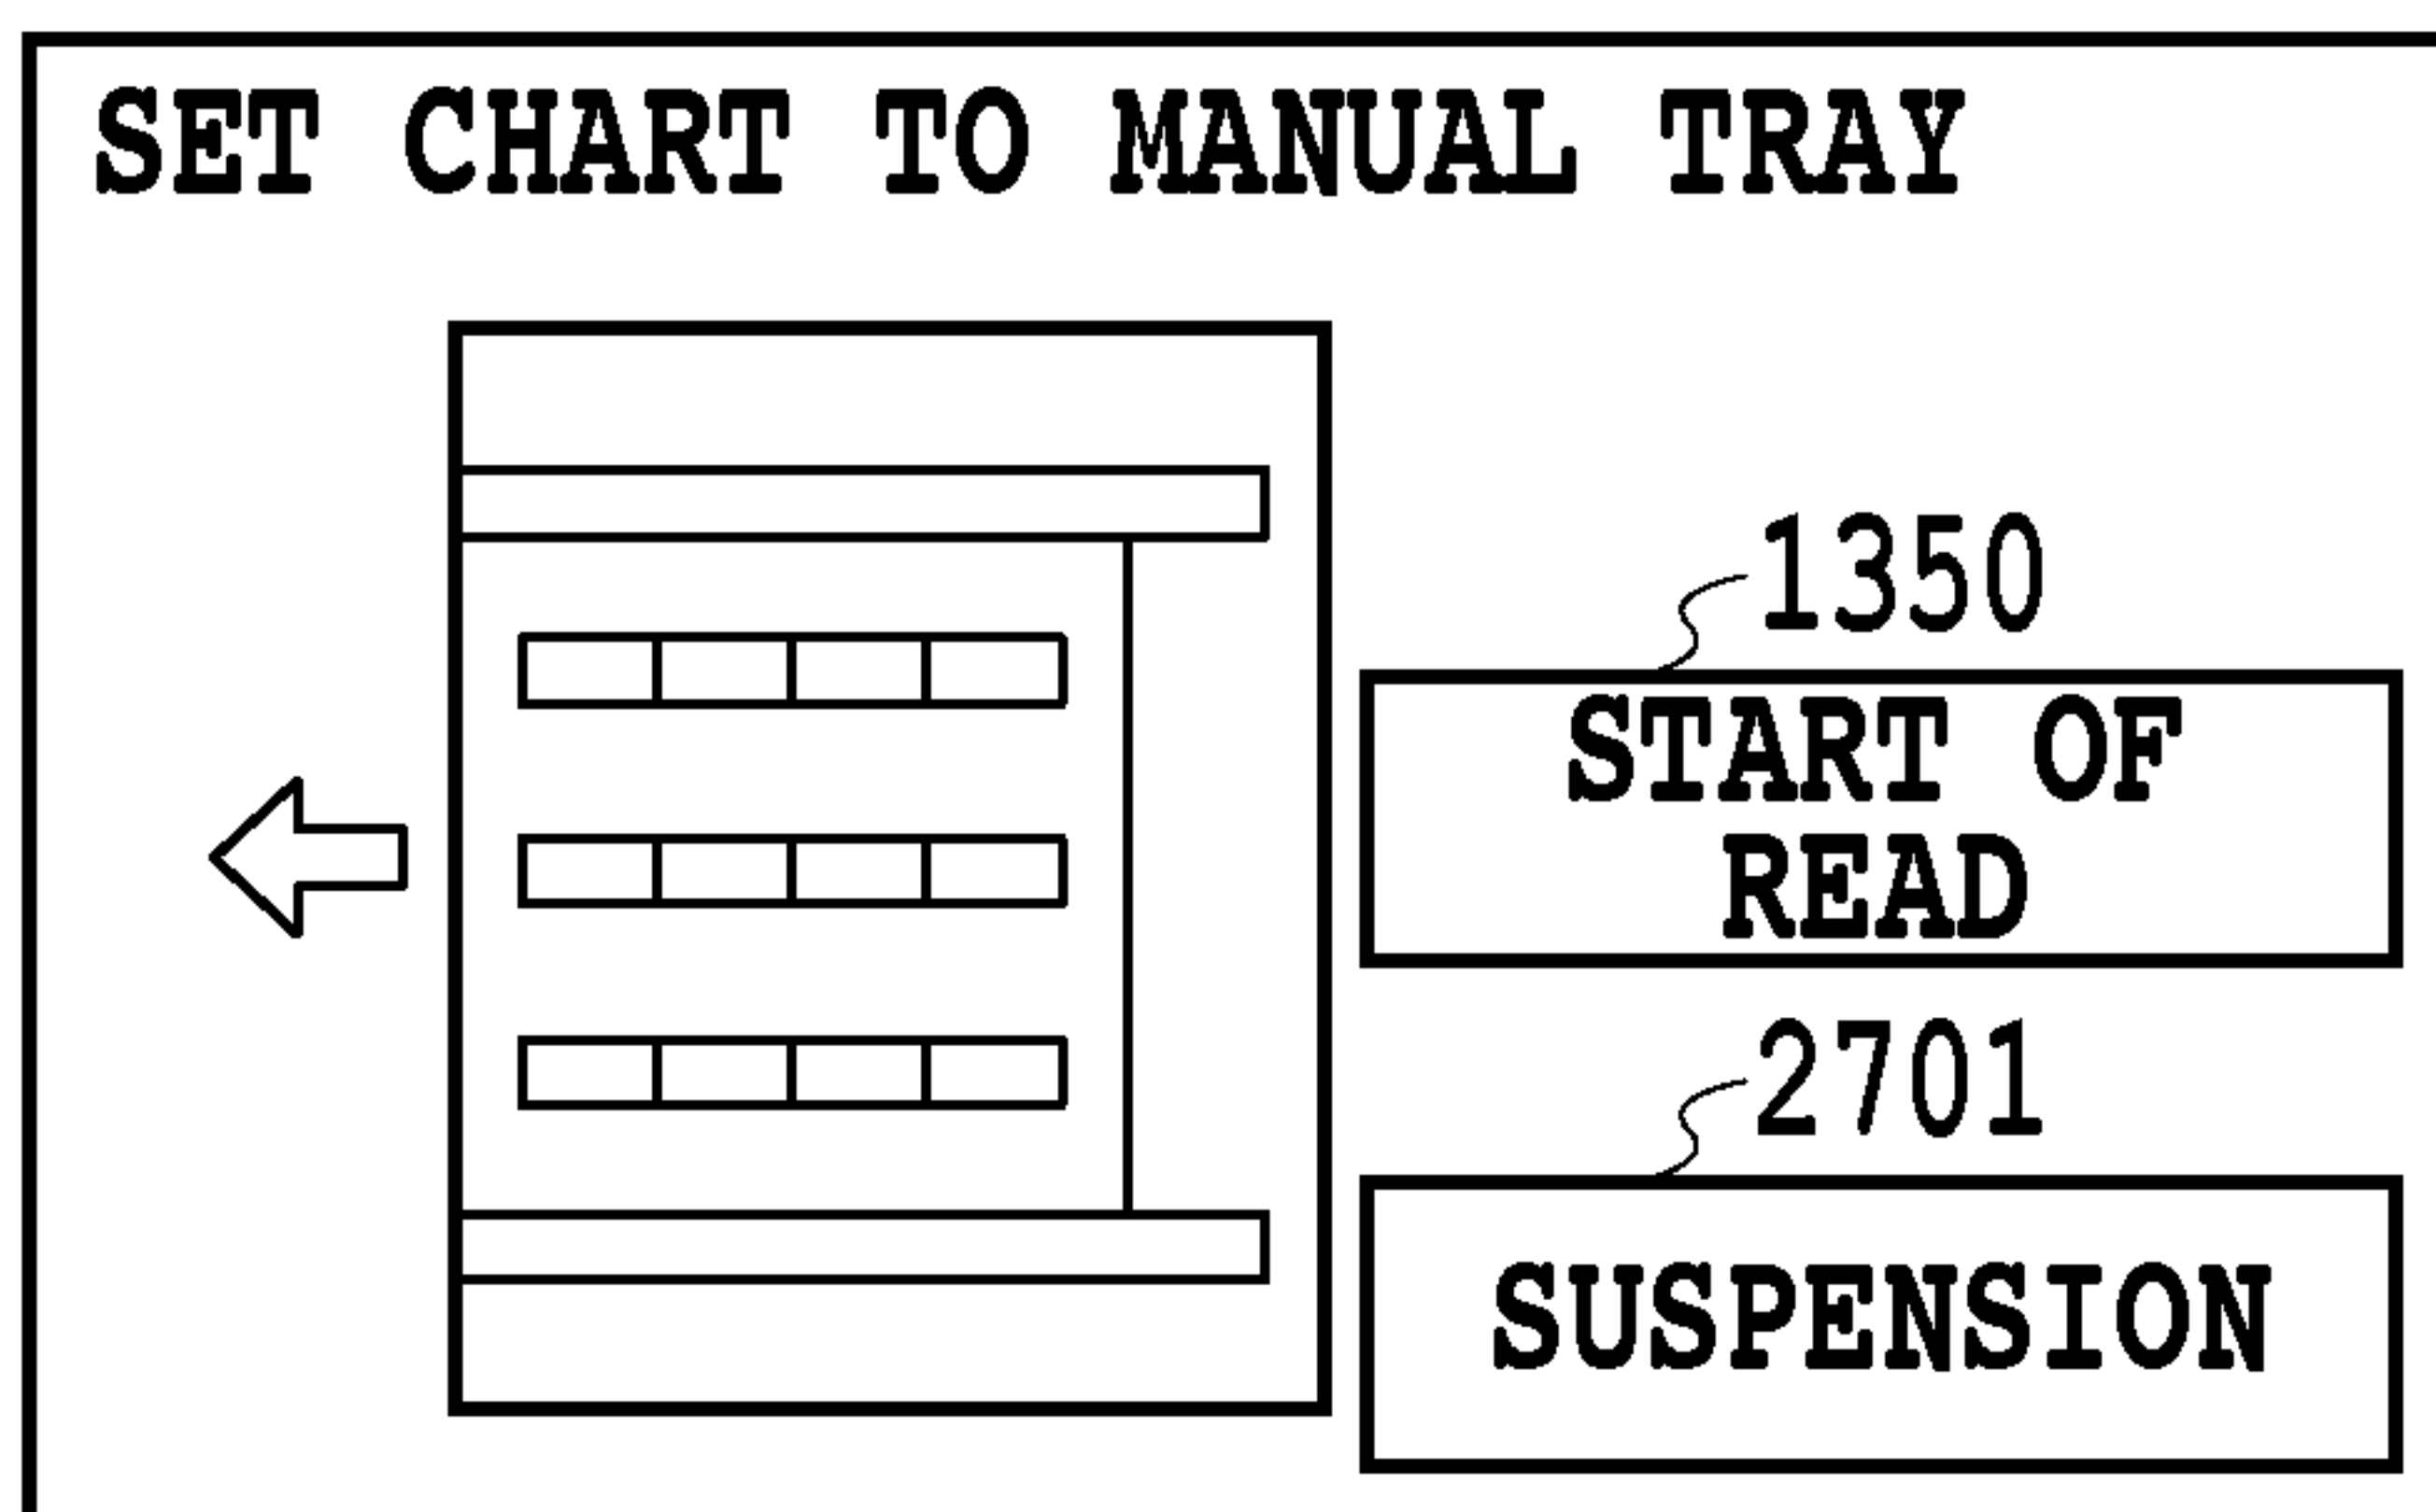 SET CHART TO MANUAL TRAY
1350
START OF
READ
2701
SUSPENSION